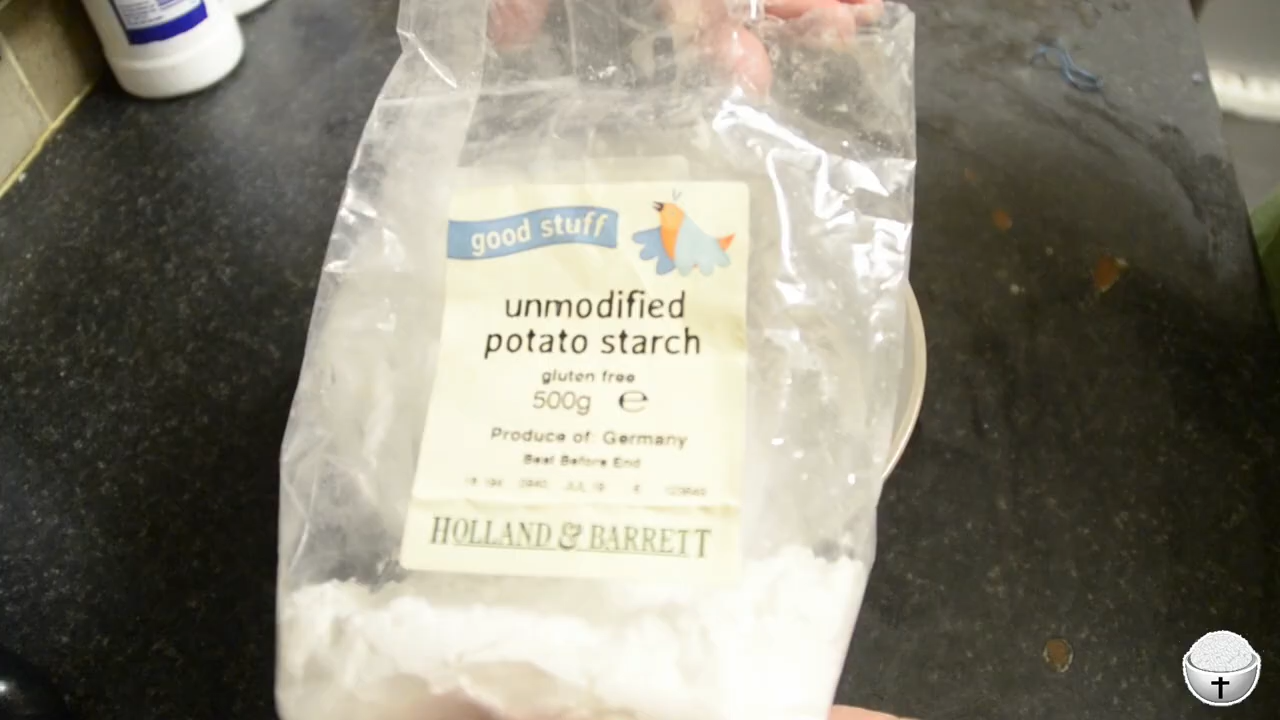 good stuff
unmodified
potato starch
gluten free
500g ℮
Produce of: Germany
Best Before End
HOLLAND & BARRETT